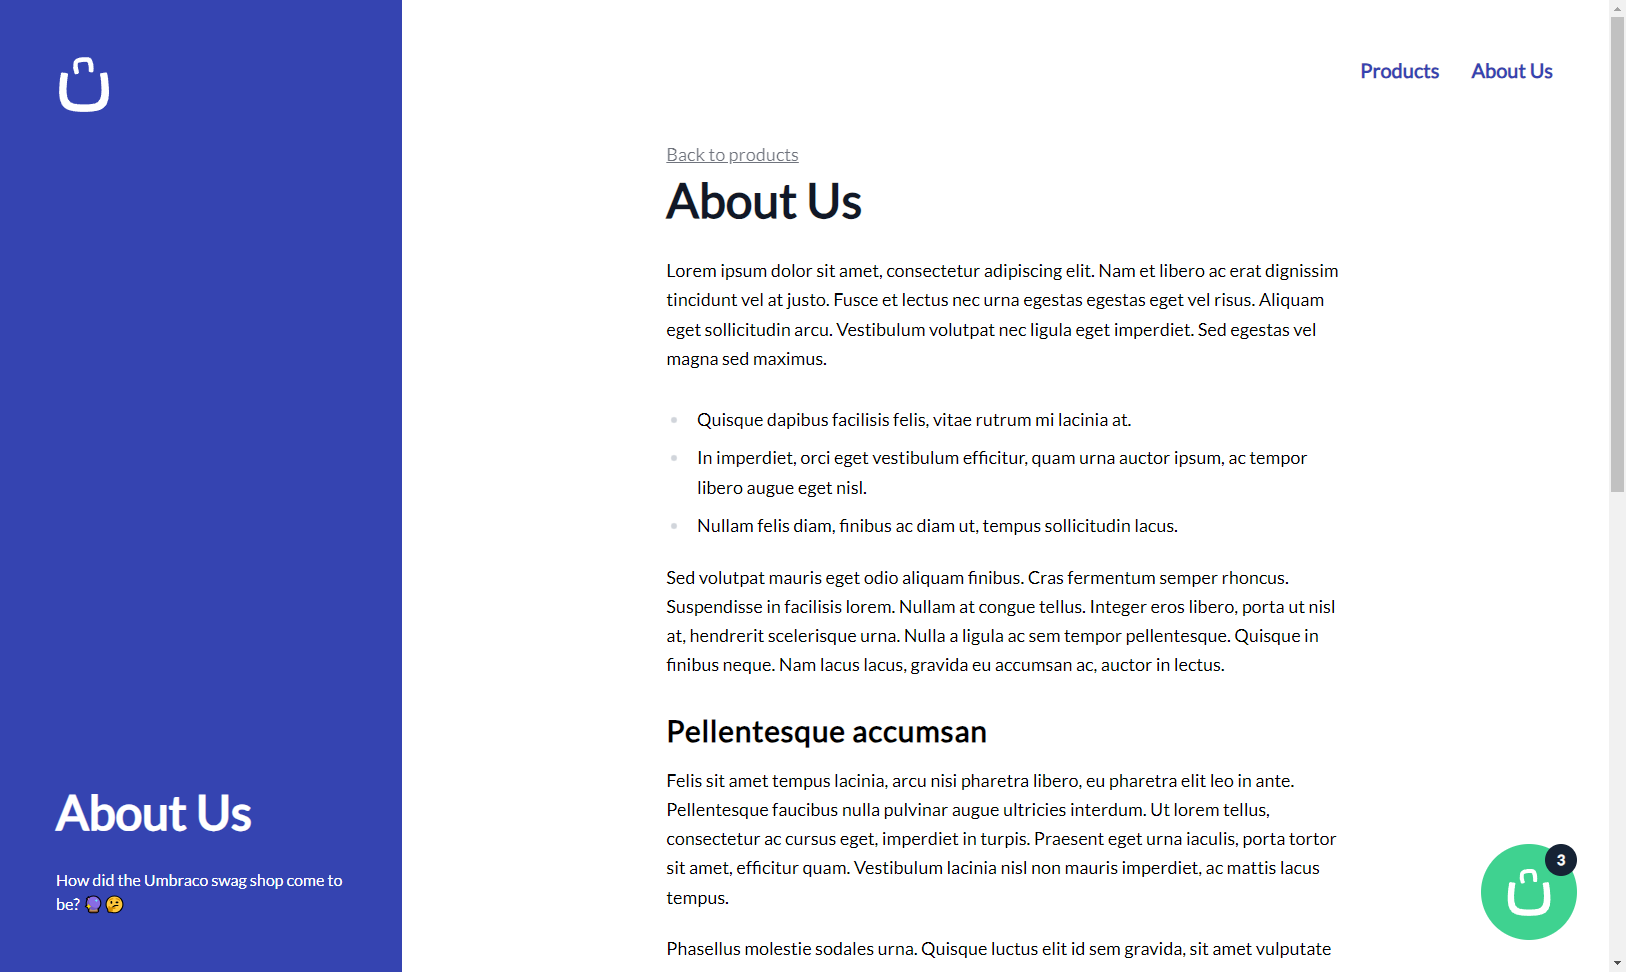 Products About Us
Back to products
About Us
Lorem ipsum dolor sit amet, consectetur adipiscing elit. Nam et libero ac erat dignissim
tincidunt vel at justo. Fusce et lectus nec urna egestas egestas eget vel risus. Aliquam
eget sollicitudin arcu. Vestibulum volutpat nec ligula eget imperdiet. Sed egestas vel
magna sed maximus.
Quisque dapibus facilisis felis, vitae rutrum mi lacinia at.
In imperdiet, orci eget vestibulum efficitur, quam urna auctor ipsum, ac tempor
libero augue eget nisl.
Nullam felis diam, finibus ac diam ut, tempus sollicitudin lacus.
Sed volutpat mauris eget odio aliquam finibus. Cras fermentum semper rhoncus.
Suspendisse in facilisis lorem. Nullam at congue tellus. Integer eros libero, porta ut nisl
at, hendrerit scelerisque urna. Nulla a ligula ac sem tempor pellentesque. Quisque in
finibus neque. Nam lacus lacus, gravida eu accumsan ac, auctor in lectus.
Pellentesque accumsan
Felis sit amet tempus lacinia, arcu nisi pharetra libero, eu pharetra elit leo in ante.
Pellentesque faucibus nulla pulvinar augue ultricies interdum. Ut lorem tellus,
consectetur ac cursus eget, imperdiet in turpis. Praesent eget urna iaculis, porta tortor
sit amet, efficitur quam. Vestibulum lacinia nisl non mauris imperdiet, ac mattis lacus
tempus.
Phasellus molestie sodales urna. Quisque luctus elit id sem gravida, sit amet vulputate
About Us
How did the Umbraco swag shop come to
be? 🔮🤔
3